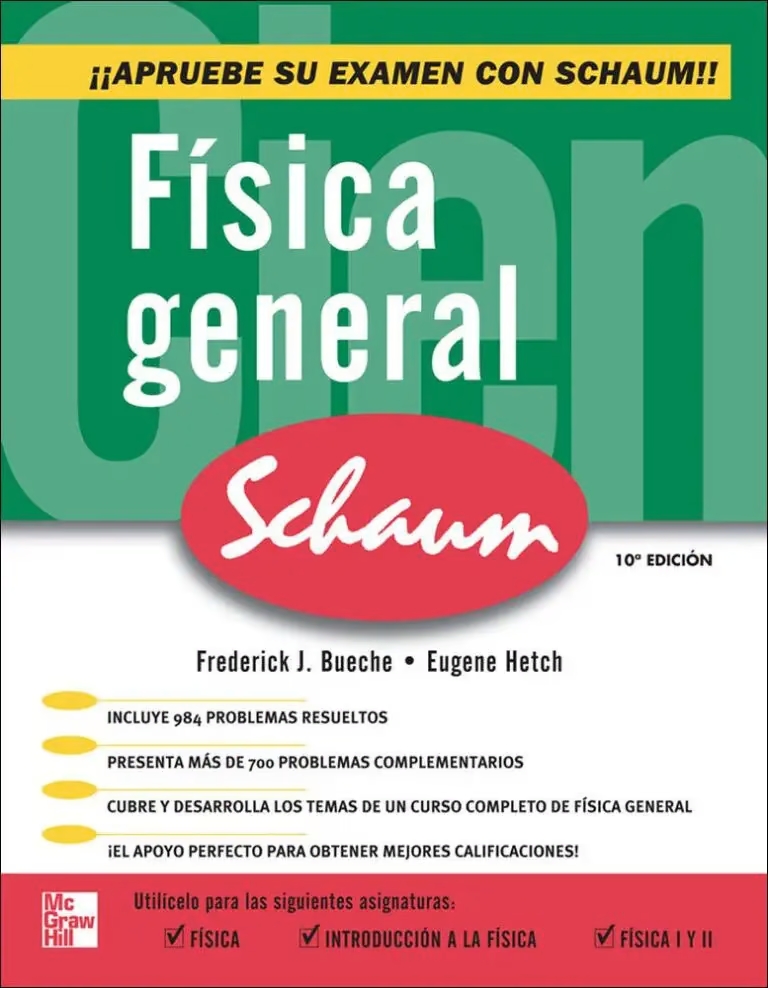 ¡¡APRUEBE SU EXAMEN CON SCHAUM!!
Cien
Física
general
Schaum
10ª EDICIÓN
Frederick J. Bueche • Eugene Hetch
INCLUYE 984 PROBLEMAS RESUELTOS
PRESENTA MÁS DE 700 PROBLEMAS COMPLEMENTARIOS
CUBRE Y DESARROLLA LOS TEMAS DE UN CURSO COMPLETO DE FÍSICA GENERAL
¡EL APOYO PERFECTO PARA OBTENER MEJORES CALIFICACIONES!
Mc
Graw
Hill
Utilícelo para las siguientes asignaturas:
FÍSICA
INTRODUCCIÓN A LA FÍSICA
FÍSICA I Y II